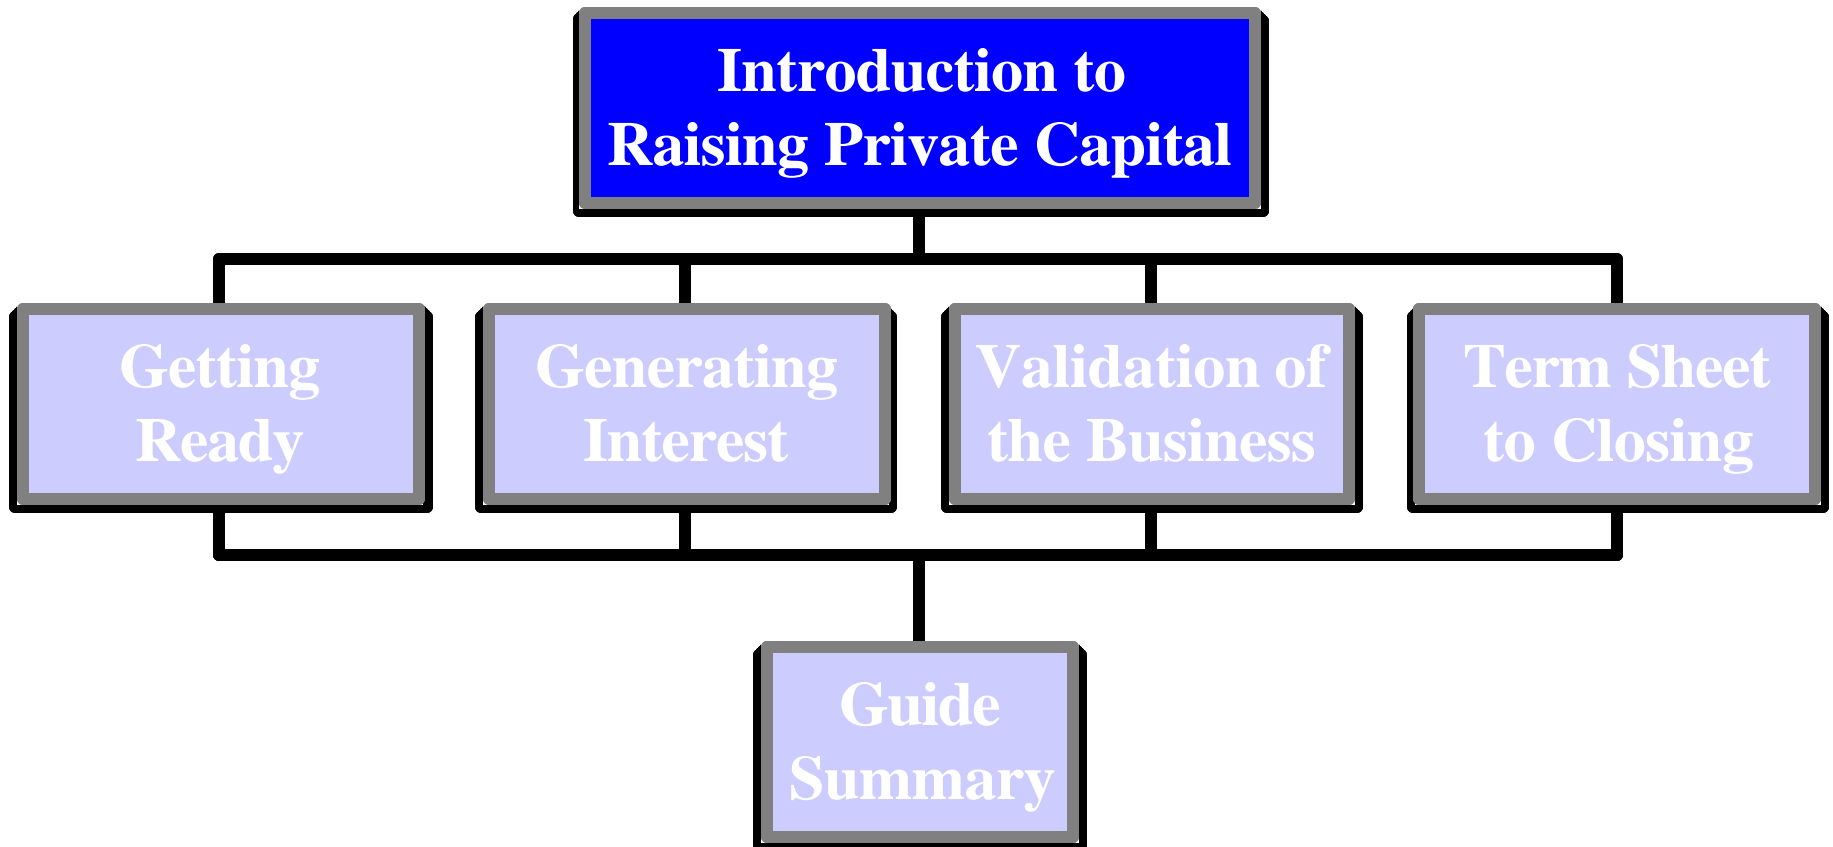 Introduction to
Raising Private Capital
Getting
Ready
Generating
Interest
Validation of
the Business
Term Sheet
to Closing
Guide
Summary